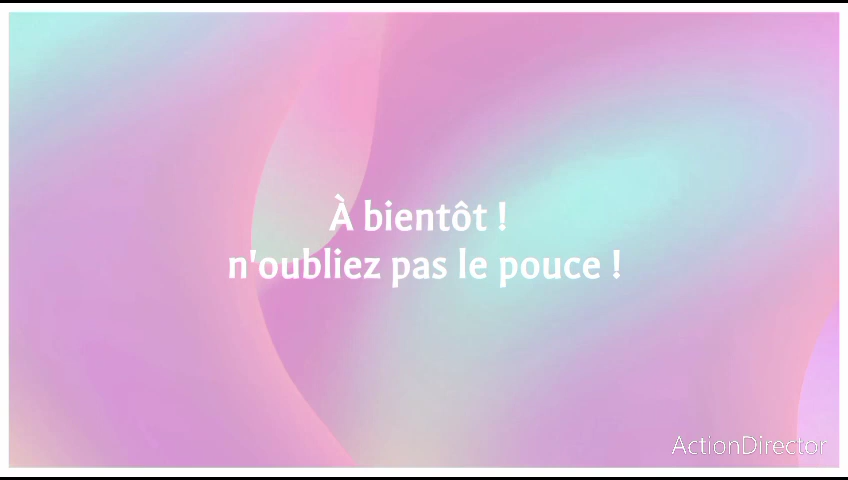 À bientôt !
n'oubliez pas le pouce !
ActionDirector